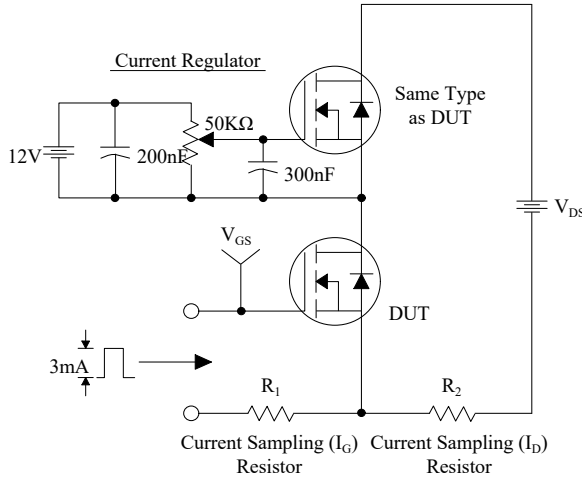 Current Regulator
Same Type
as DUT
50KΩ
12V
200nF
300nF
V_DS
V_GS
DUT
3mA
R_1
R_2
Current Sampling (I_G)
Resistor
Current Sampling (I_D)
Resistor